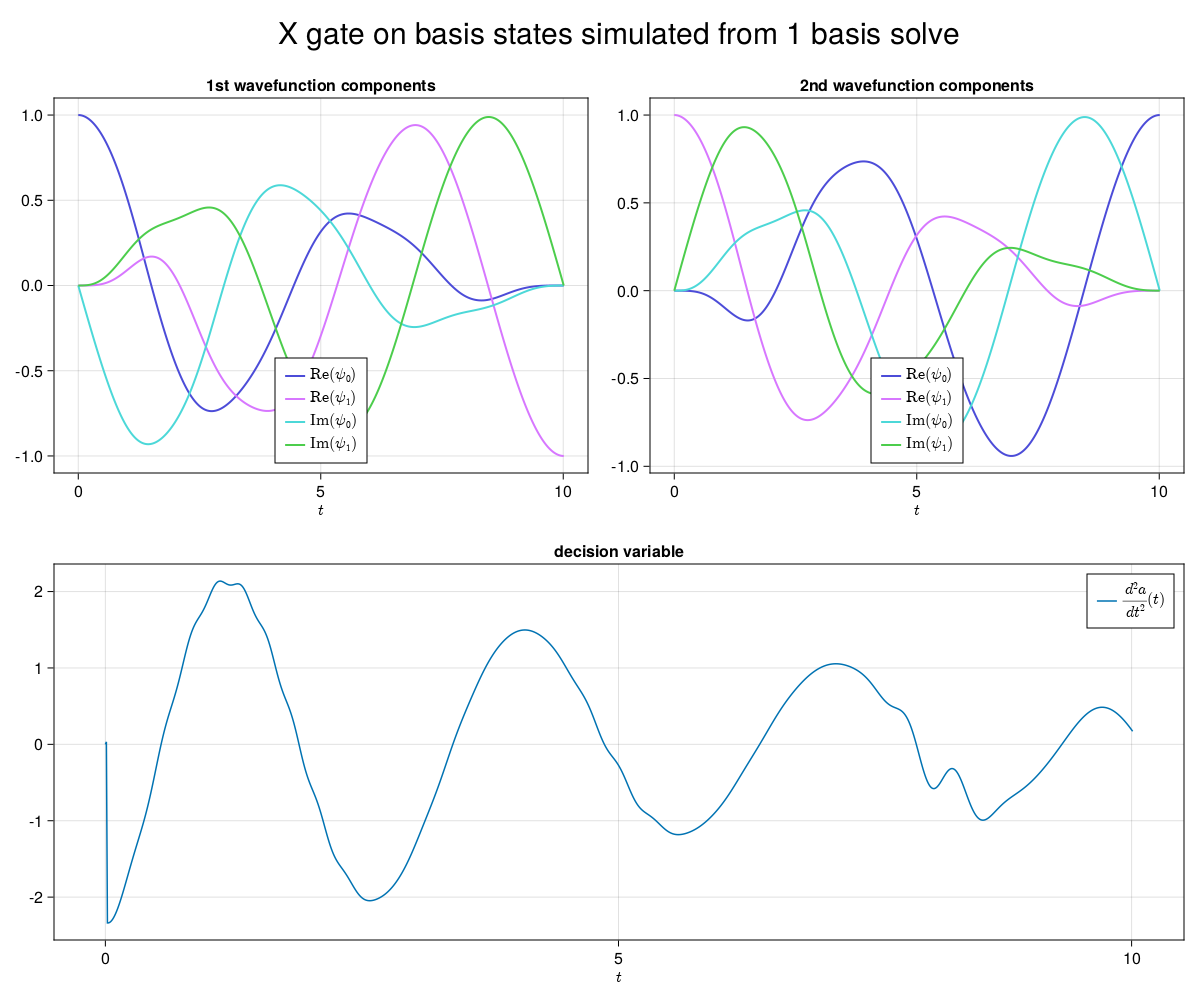 X gate on basis states simulated from 1 basis solve
1st wavefunction components
1.0
0.5
0.0
-0.5
-1.0
0
5
10
t
Re(ψ₀)
Re(ψ₁)
Im(ψ₀)
Im(ψ₁)
2nd wavefunction components
1.0
0.5
0.0
-0.5
-1.0
0
5
10
t
Re(ψ₀)
Re(ψ₁)
Im(ψ₀)
Im(ψ₁)
decision variable
2
1
0
-1
-2
0
5
10
t
d²a
dt² (t)